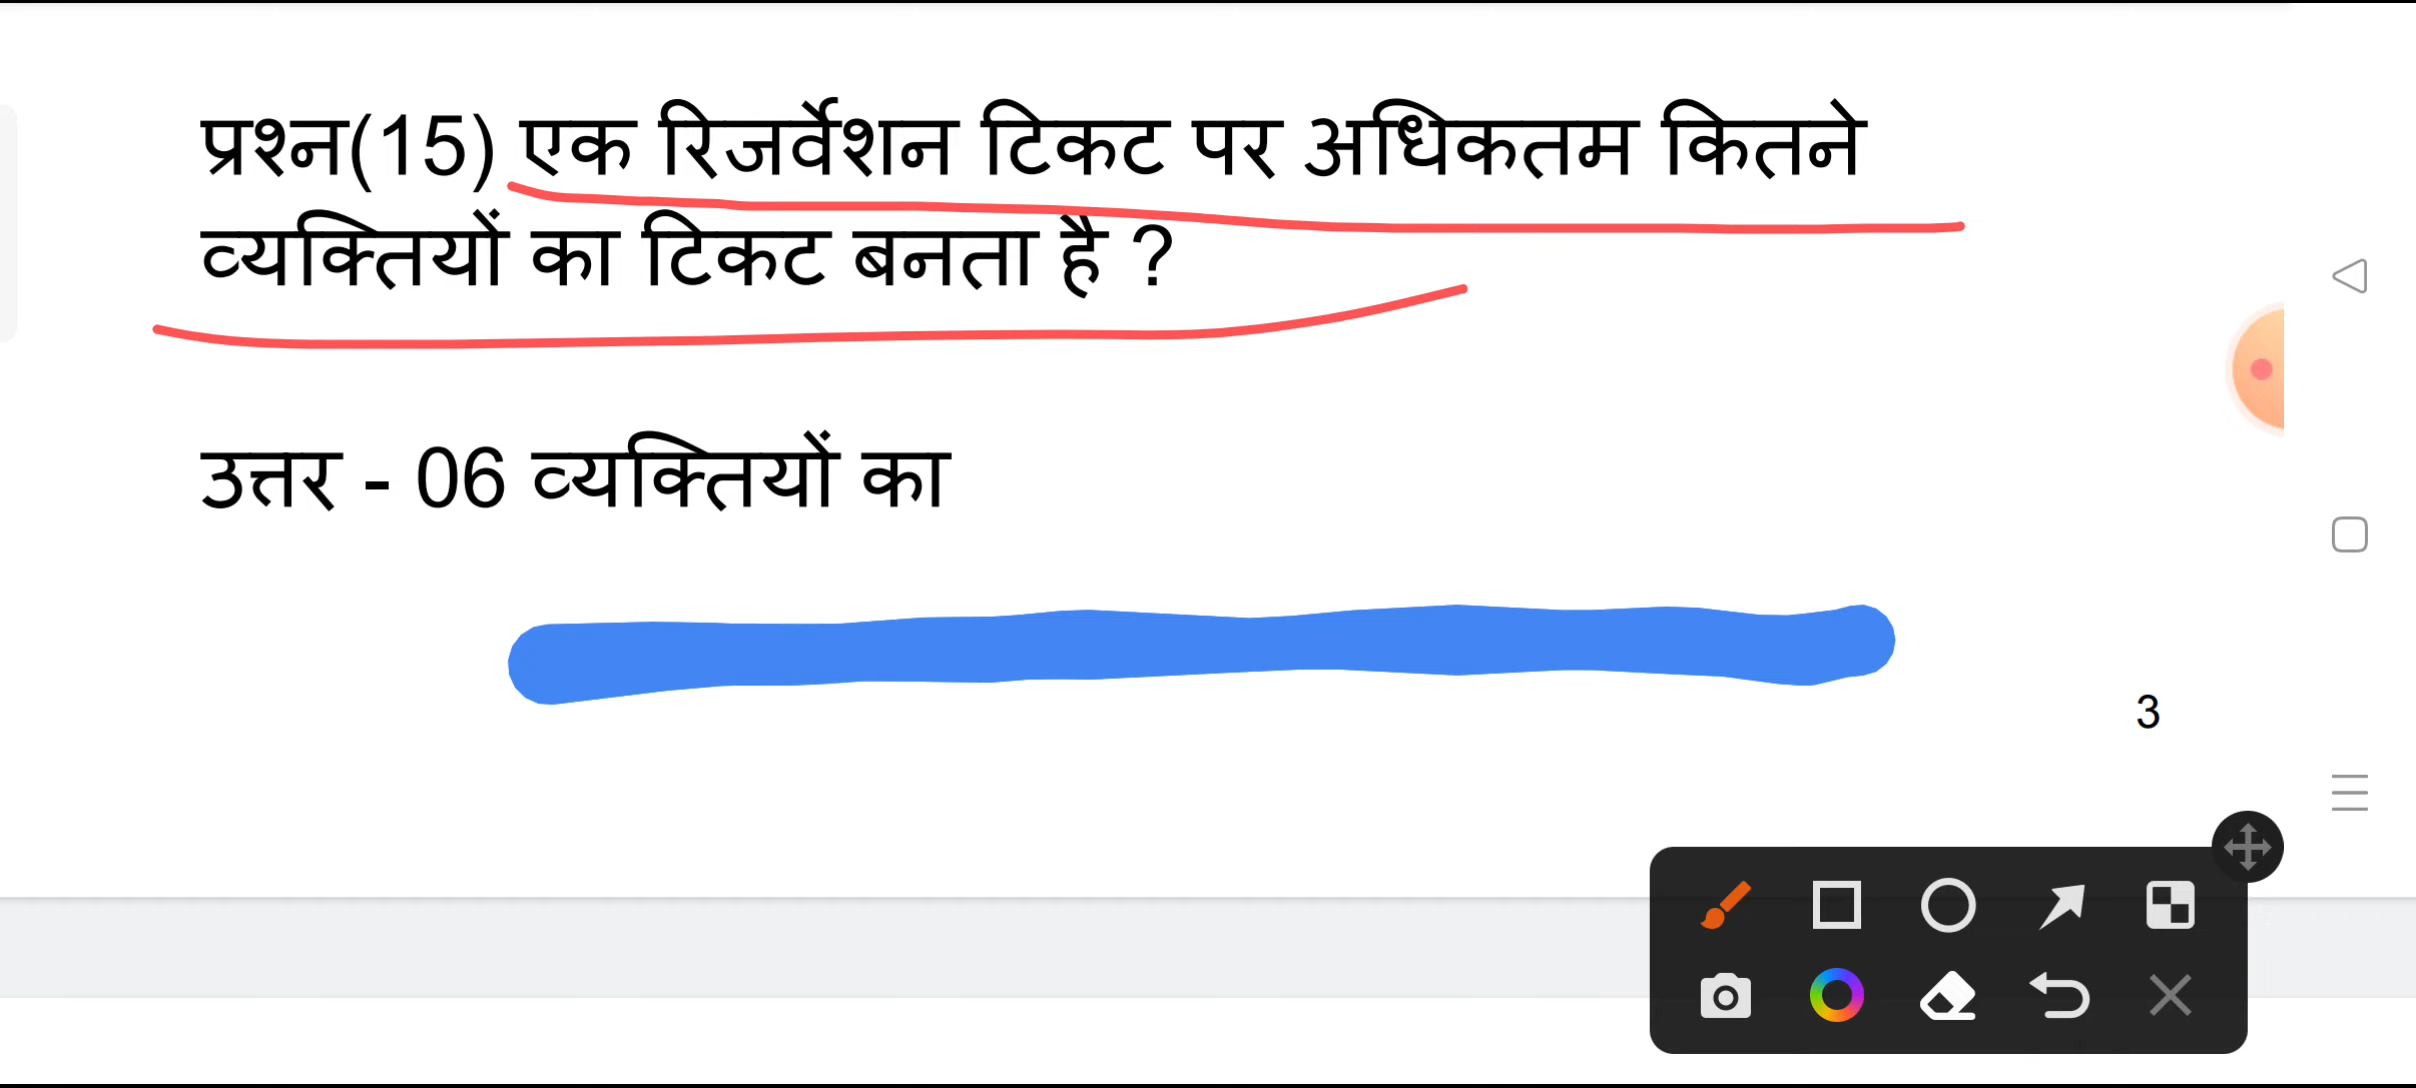 प्रश्न(15) एक रिजर्वेशन टिकट पर अधिकतम कितने
व्यक्तियों का टिकट बनता है ?
उत्तर - 06 व्यक्तियों का
3